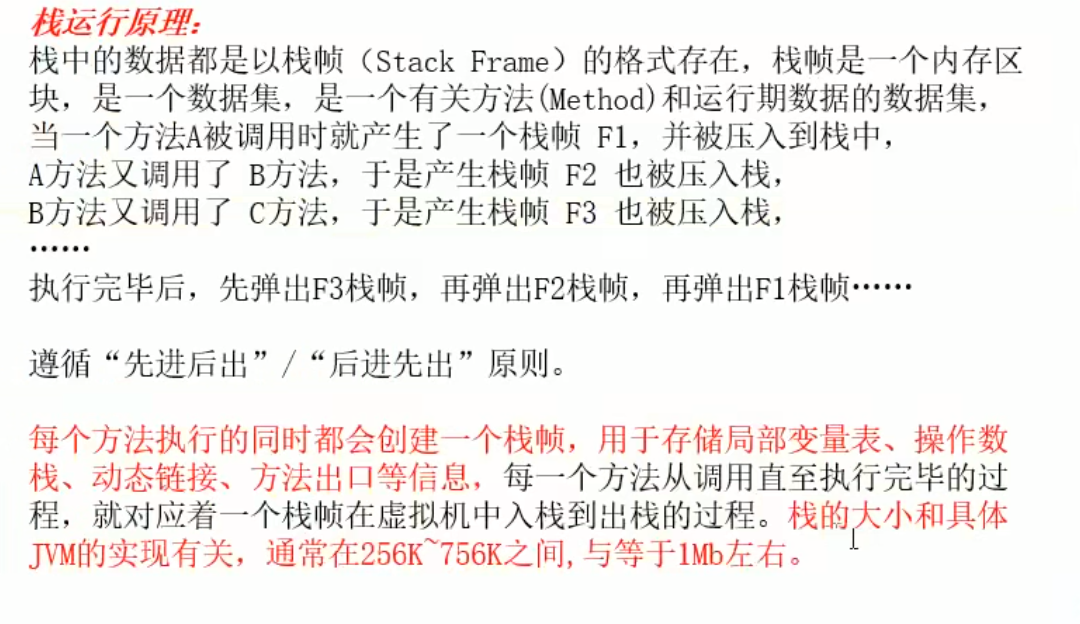 栈运行原理:
栈中的数据都是以栈帧（Stack Frame）的格式存在，栈帧是一个内存区
块，是一个数据集，是一个有关方法(Method)和运行期数据的数据集，
当一个方法A被调用时就产生了一个栈帧 F1，并被压入到栈中，
A方法又调用了 B方法，于是产生栈帧 F2 也被压入栈，
B方法又调用了 C方法，于是产生栈帧 F3 也被压入栈，
……
执行完毕后，先弹出F3栈帧，再弹出F2栈帧，再弹出F1栈帧……
遵循“先进后出”/“后进先出”原则。
每个方法执行的同时都会创建一个栈帧，用于存储局部变量表、操作数
栈、动态链接、方法出口等信息，每一个方法从调用直至执行完毕的过
程，就对应着一个栈帧在虚拟机中入栈到出栈的过程。栈的大小和具体
JVM的实现有关，通常在256K~756K之间,与等于1Mb左右。